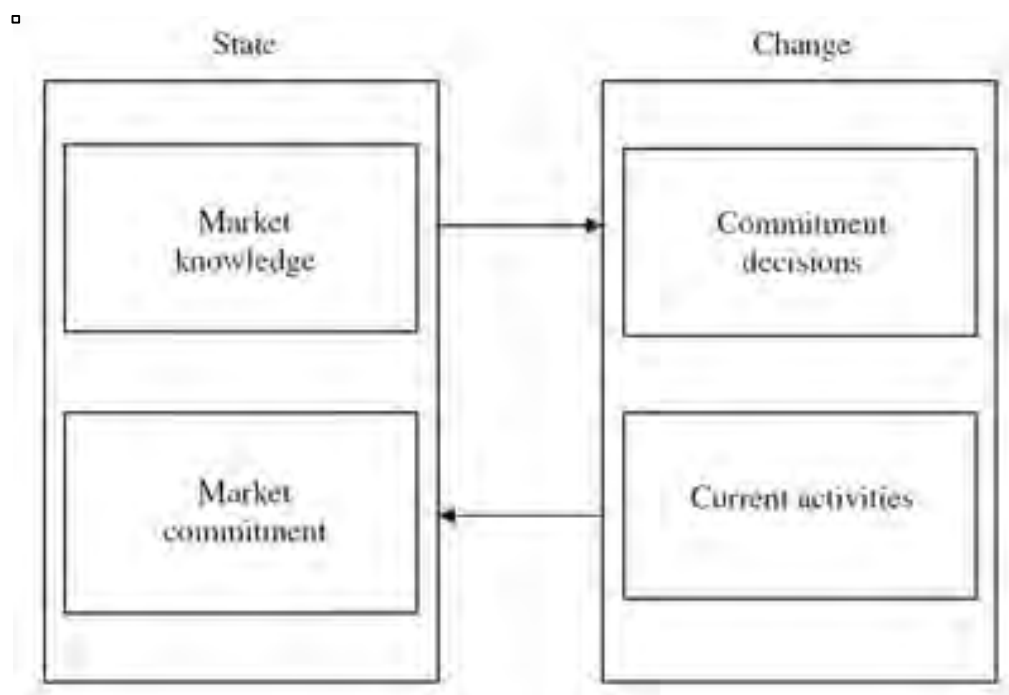 State
Change
Market
knowledge
Commitment
decisions
Market
commitment
Current activities